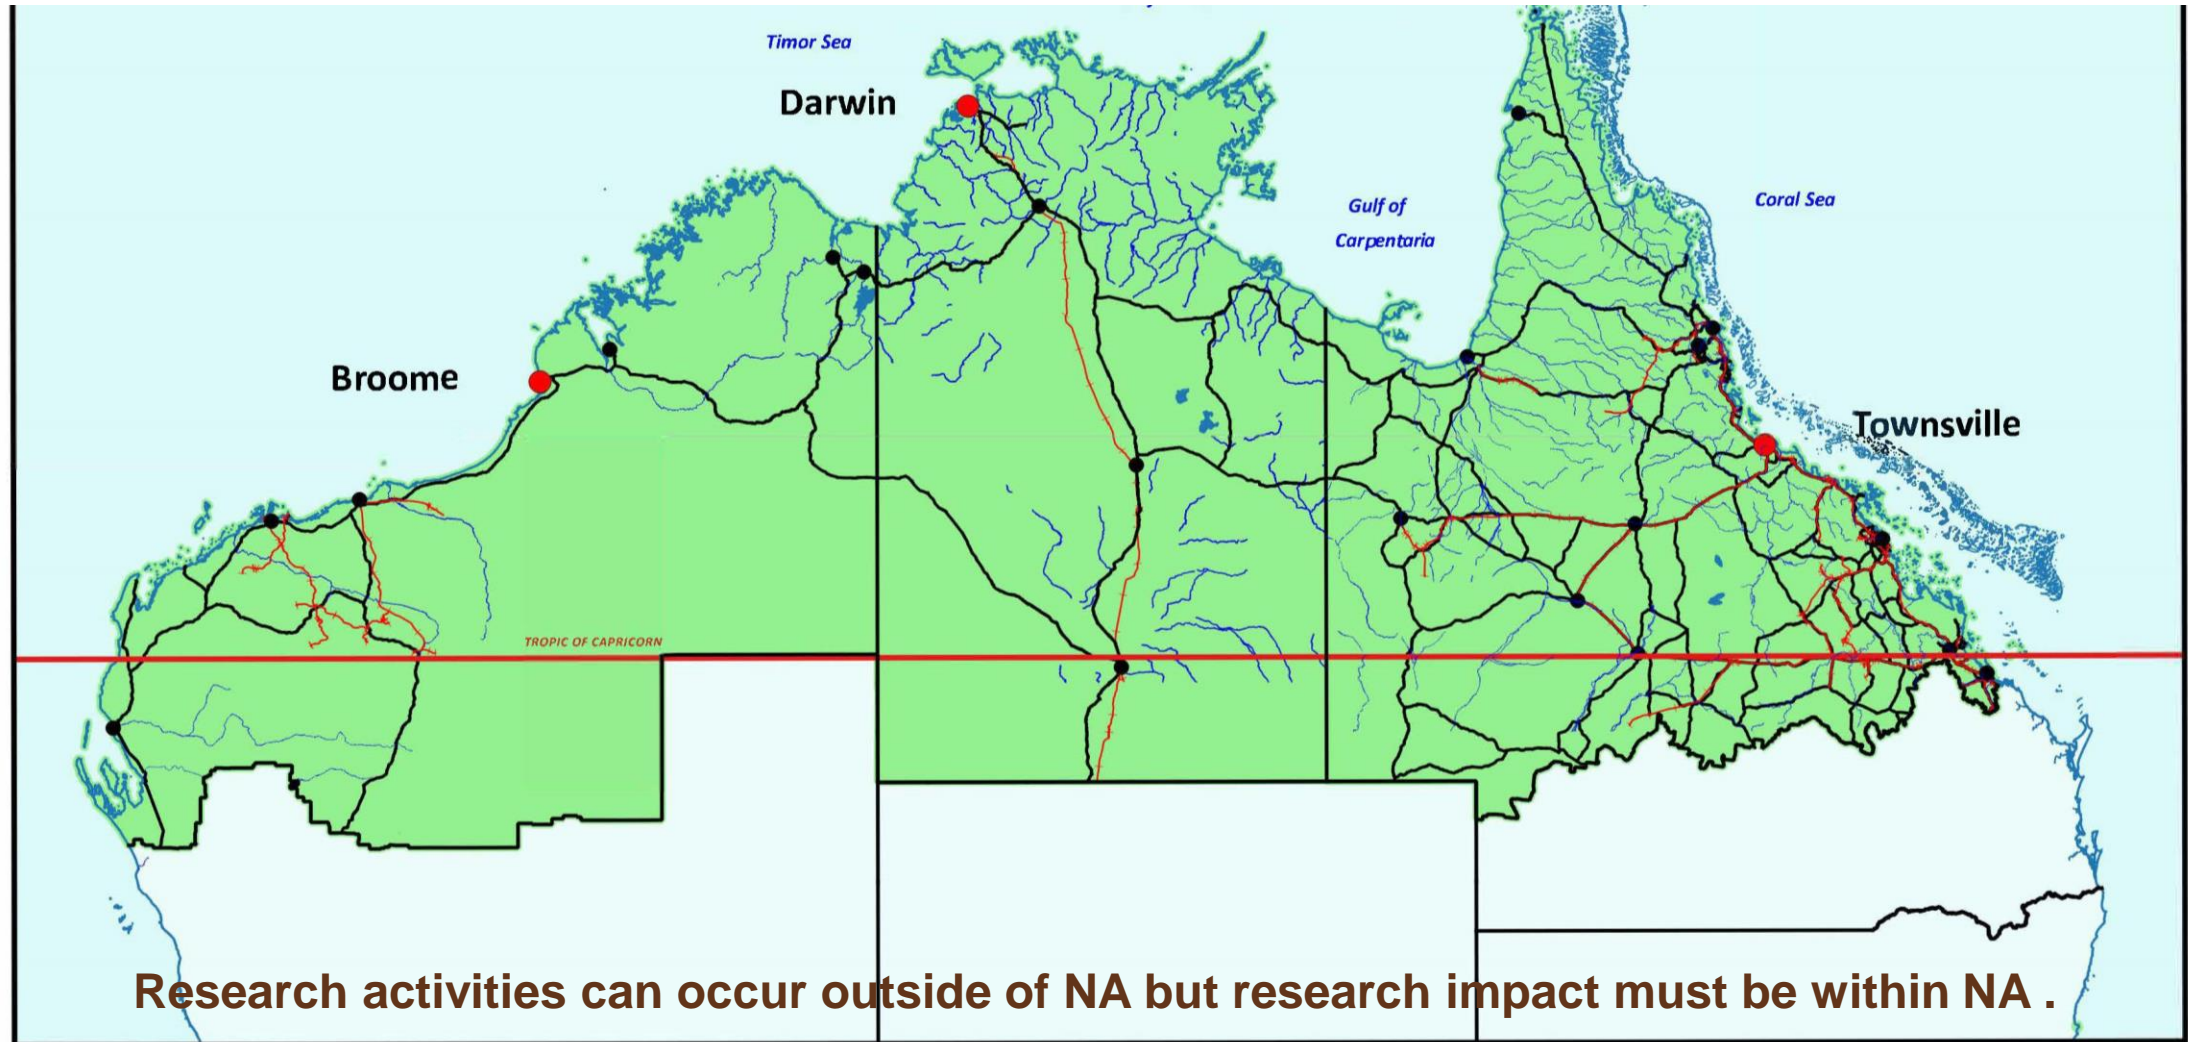 Timor Sea
Darwin
Coral Sea
Gulf of
Carpentaria
Broome
Townsville
TROPIC OF CAPRICORN
Research activities can occur outside of NA but research impact must be within NA .